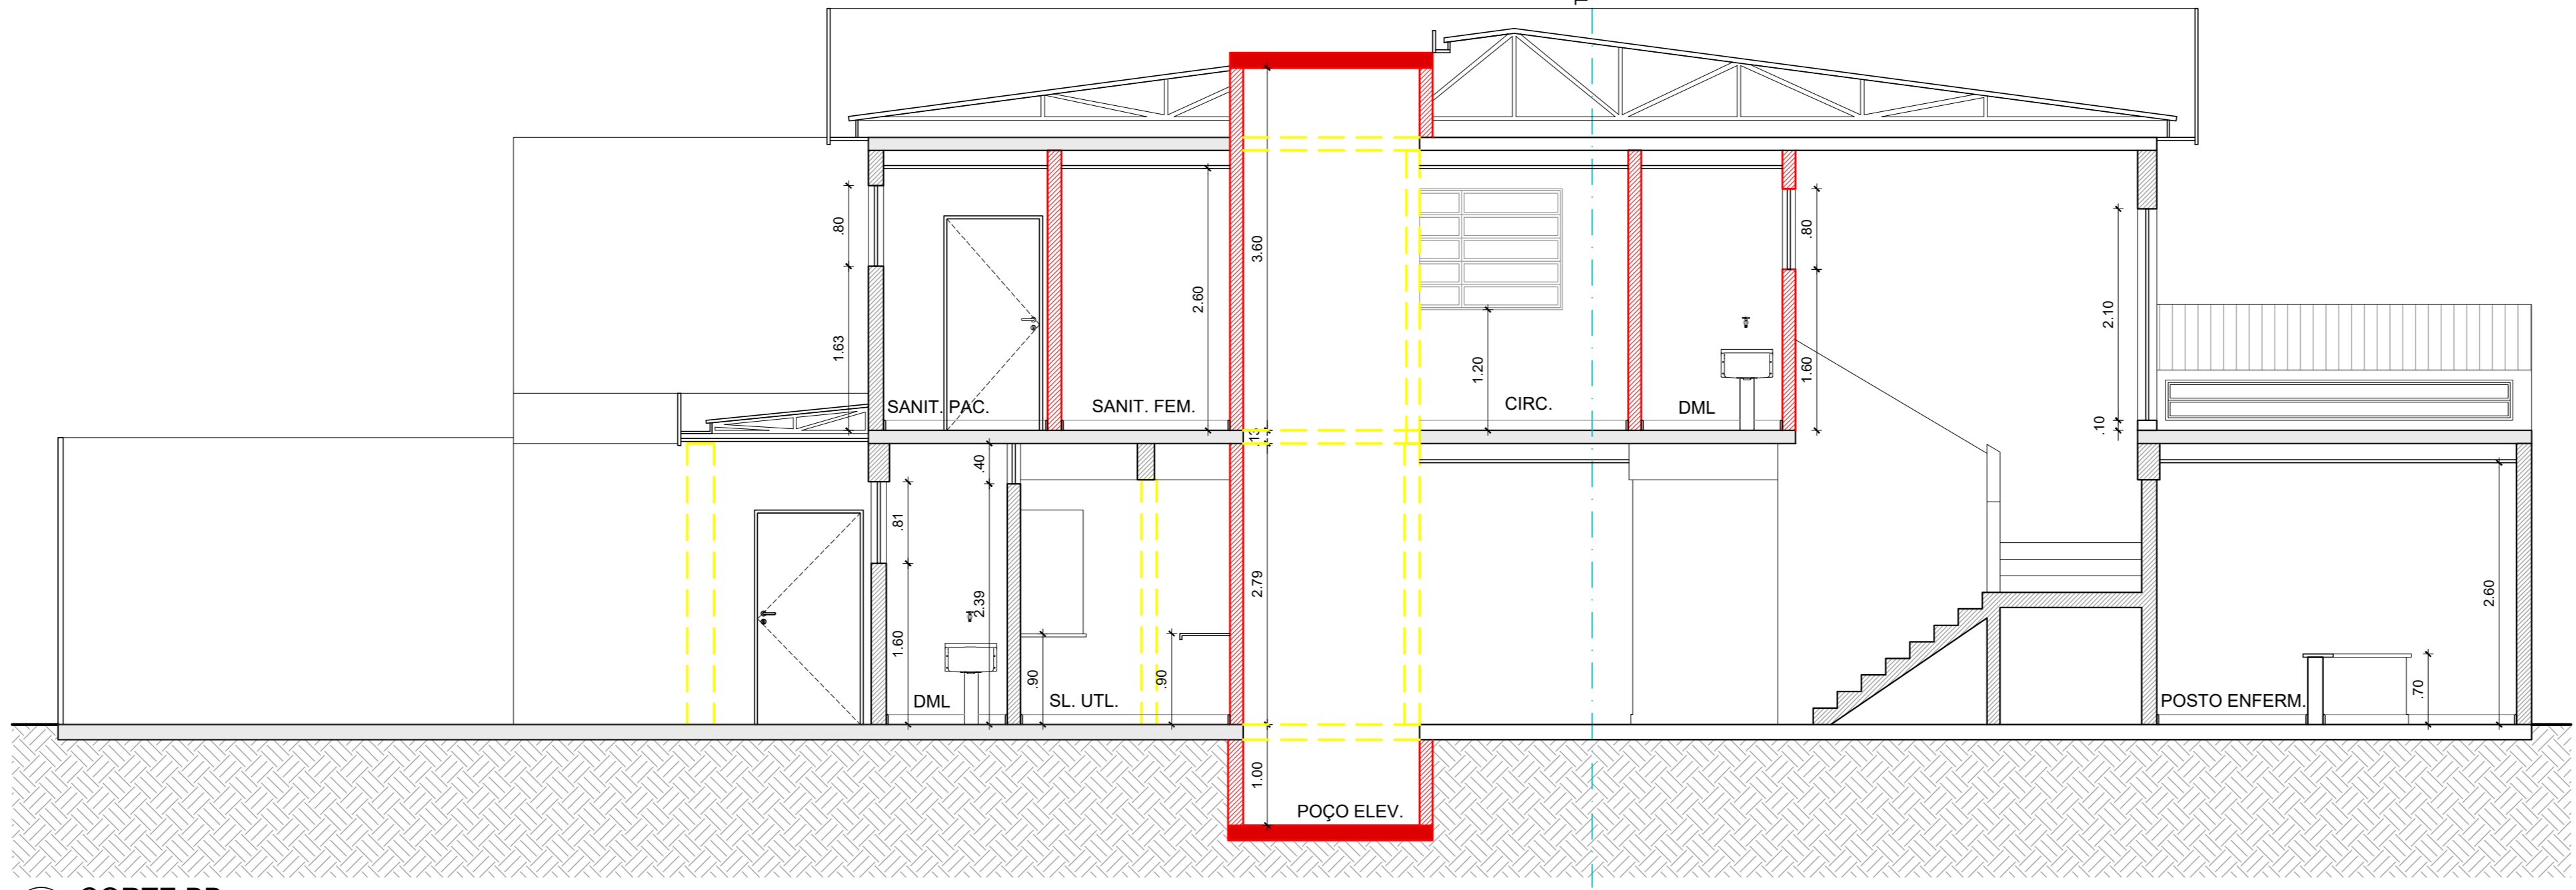 .80
3.60
2.60
.80
2.10
1.63
1.20
1.60
SANIT. PAC.
SANIT. FEM.
CIRC.
DML
.10
.13
.40
.81
2.39
2.79
1.60
2.60
.90
.90
.70
DML
SL. UTL.
POSTO ENFERM.
1.00
POÇO ELEV.